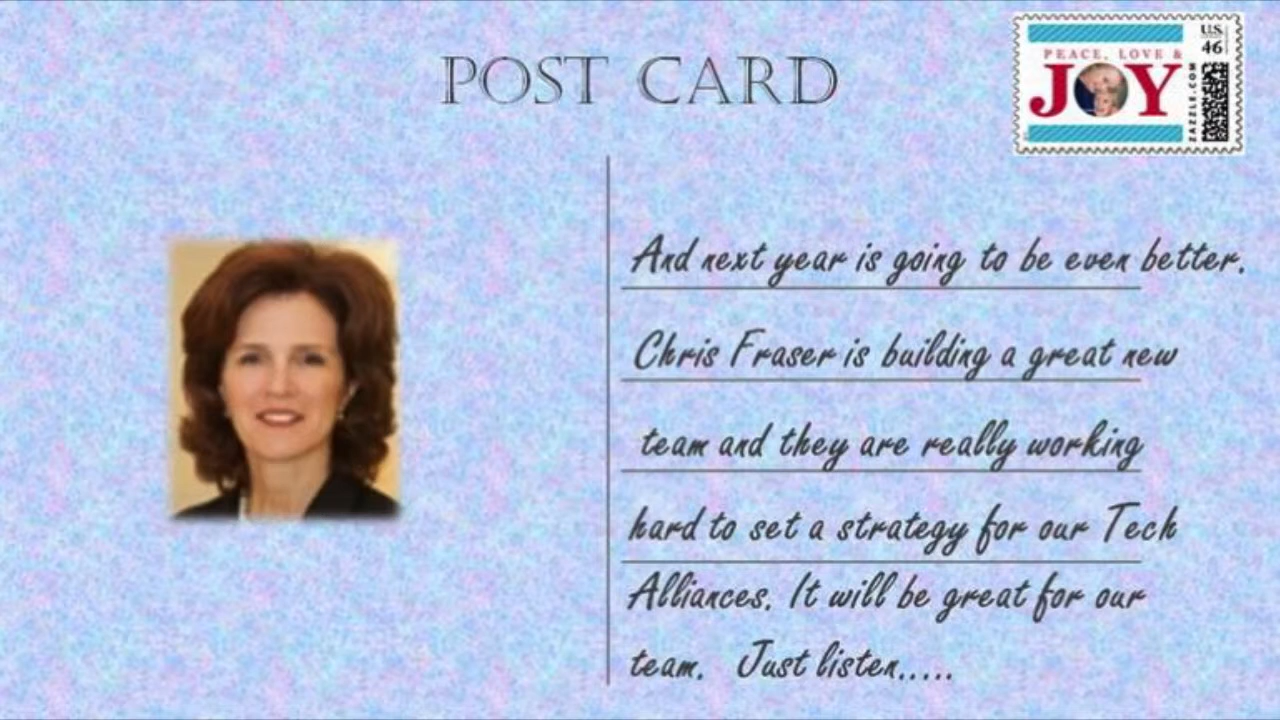 POST CARD
U.S.
46
PEACE, LOVE &
JOY
ZAZZLE.COM
And next year is going to be even better.
Chris Fraser is building a great new
team and they are really working
hard to set a strategy for our Tech
Alliances. It will be great for our
team. Just listen.....